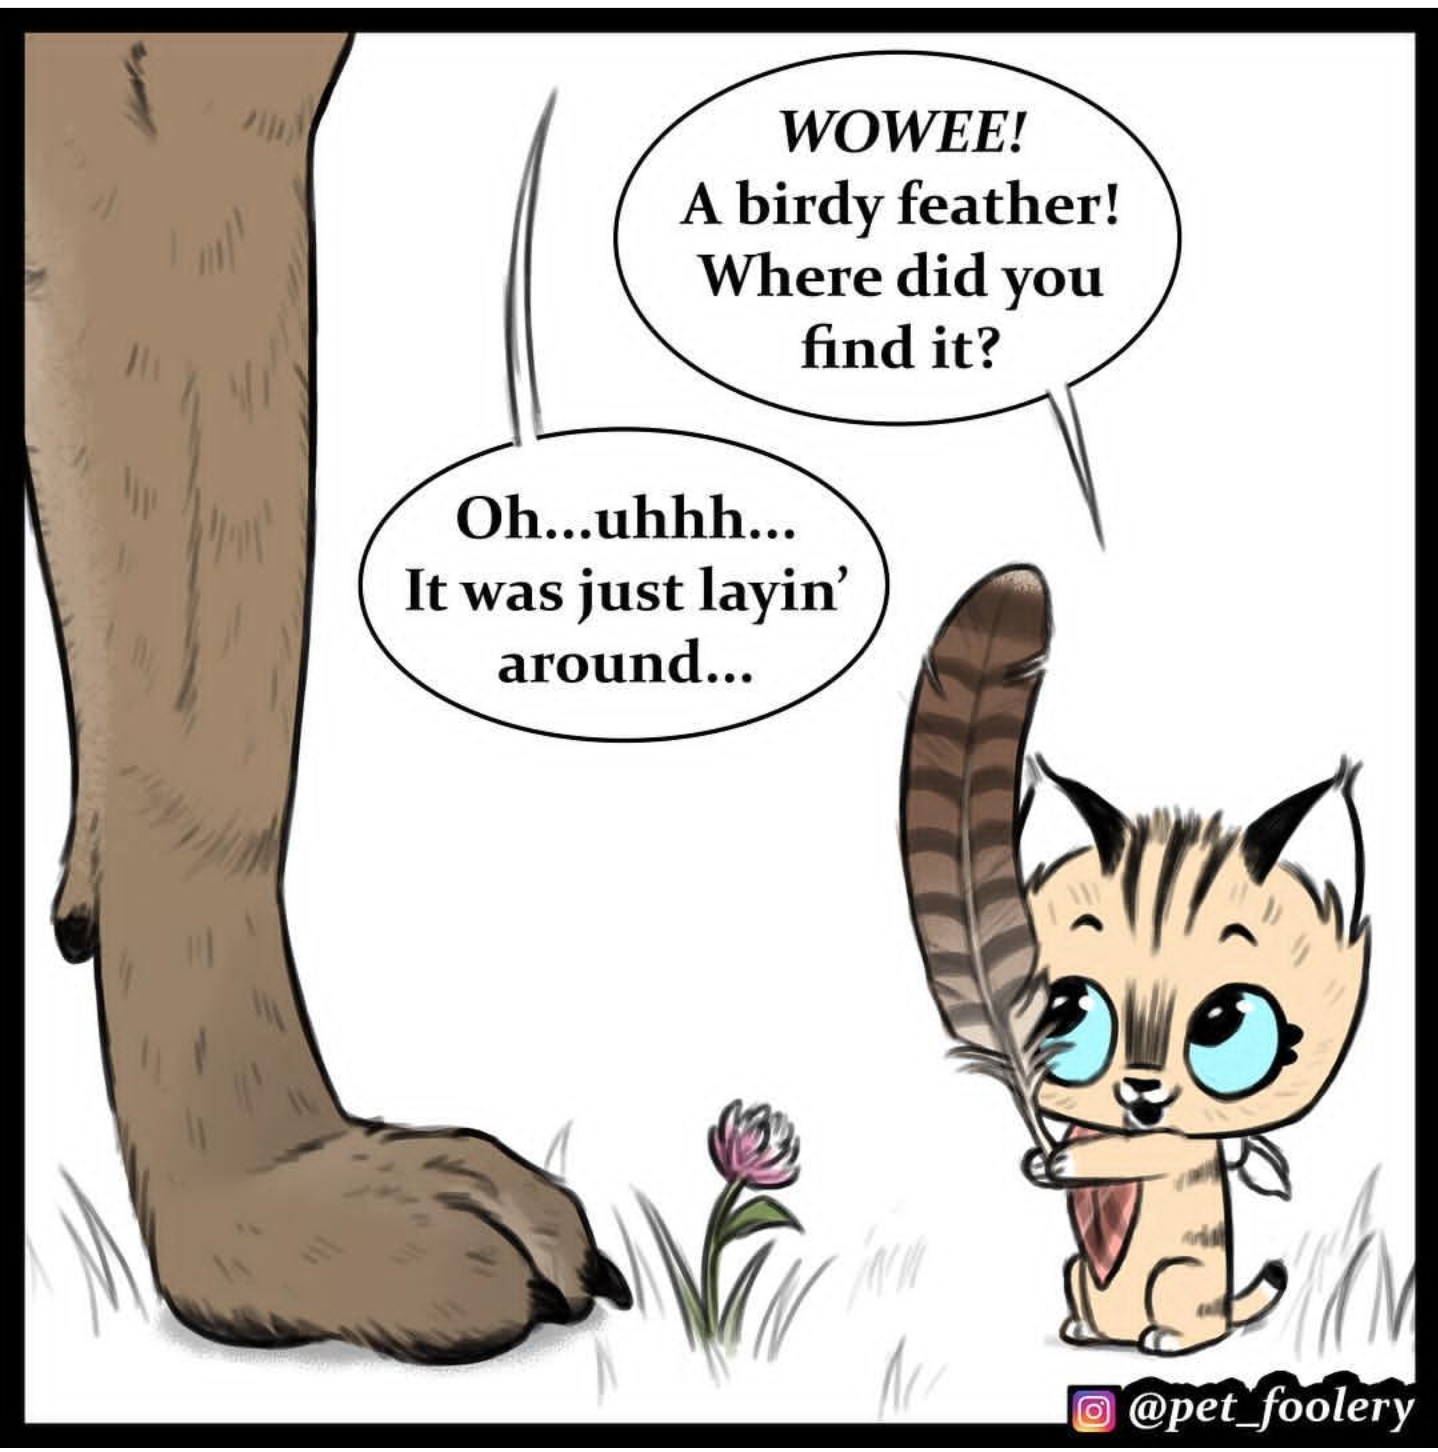 WOWEE!
A birdy feather!
Where did you
find it?
Oh...uhhh...
It was just layin’
around...
@pet_foolery